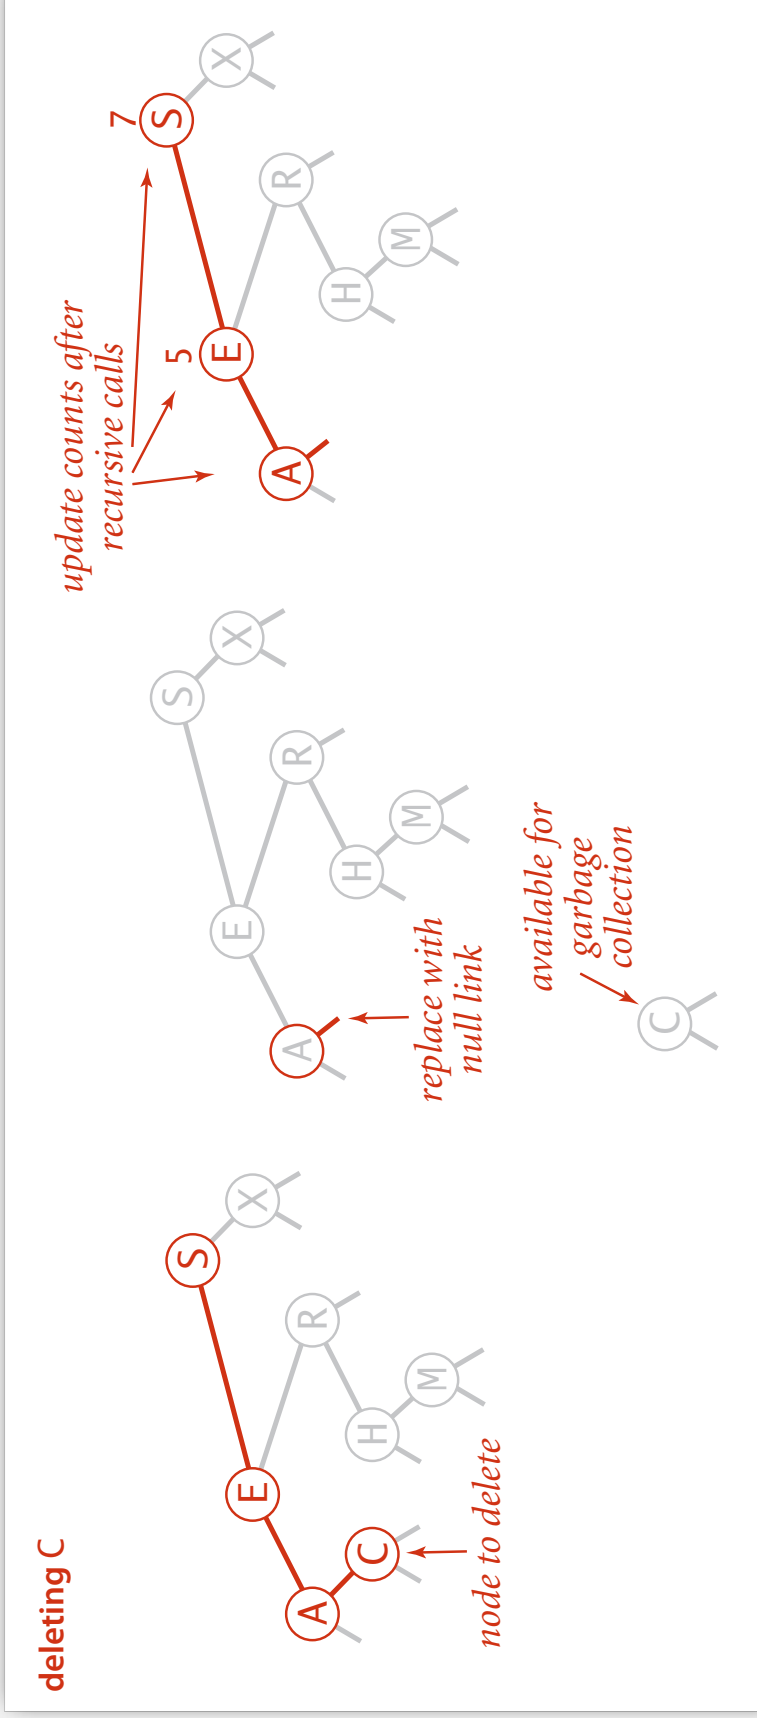 deleting C
S
X
E
A
R
C
H
M
node to delete
S
X
E
A
R
H
M
replace with
null link
available for
garbage
collection
C
update counts after
recursive calls
7
S
X
5
E
A
R
H
M